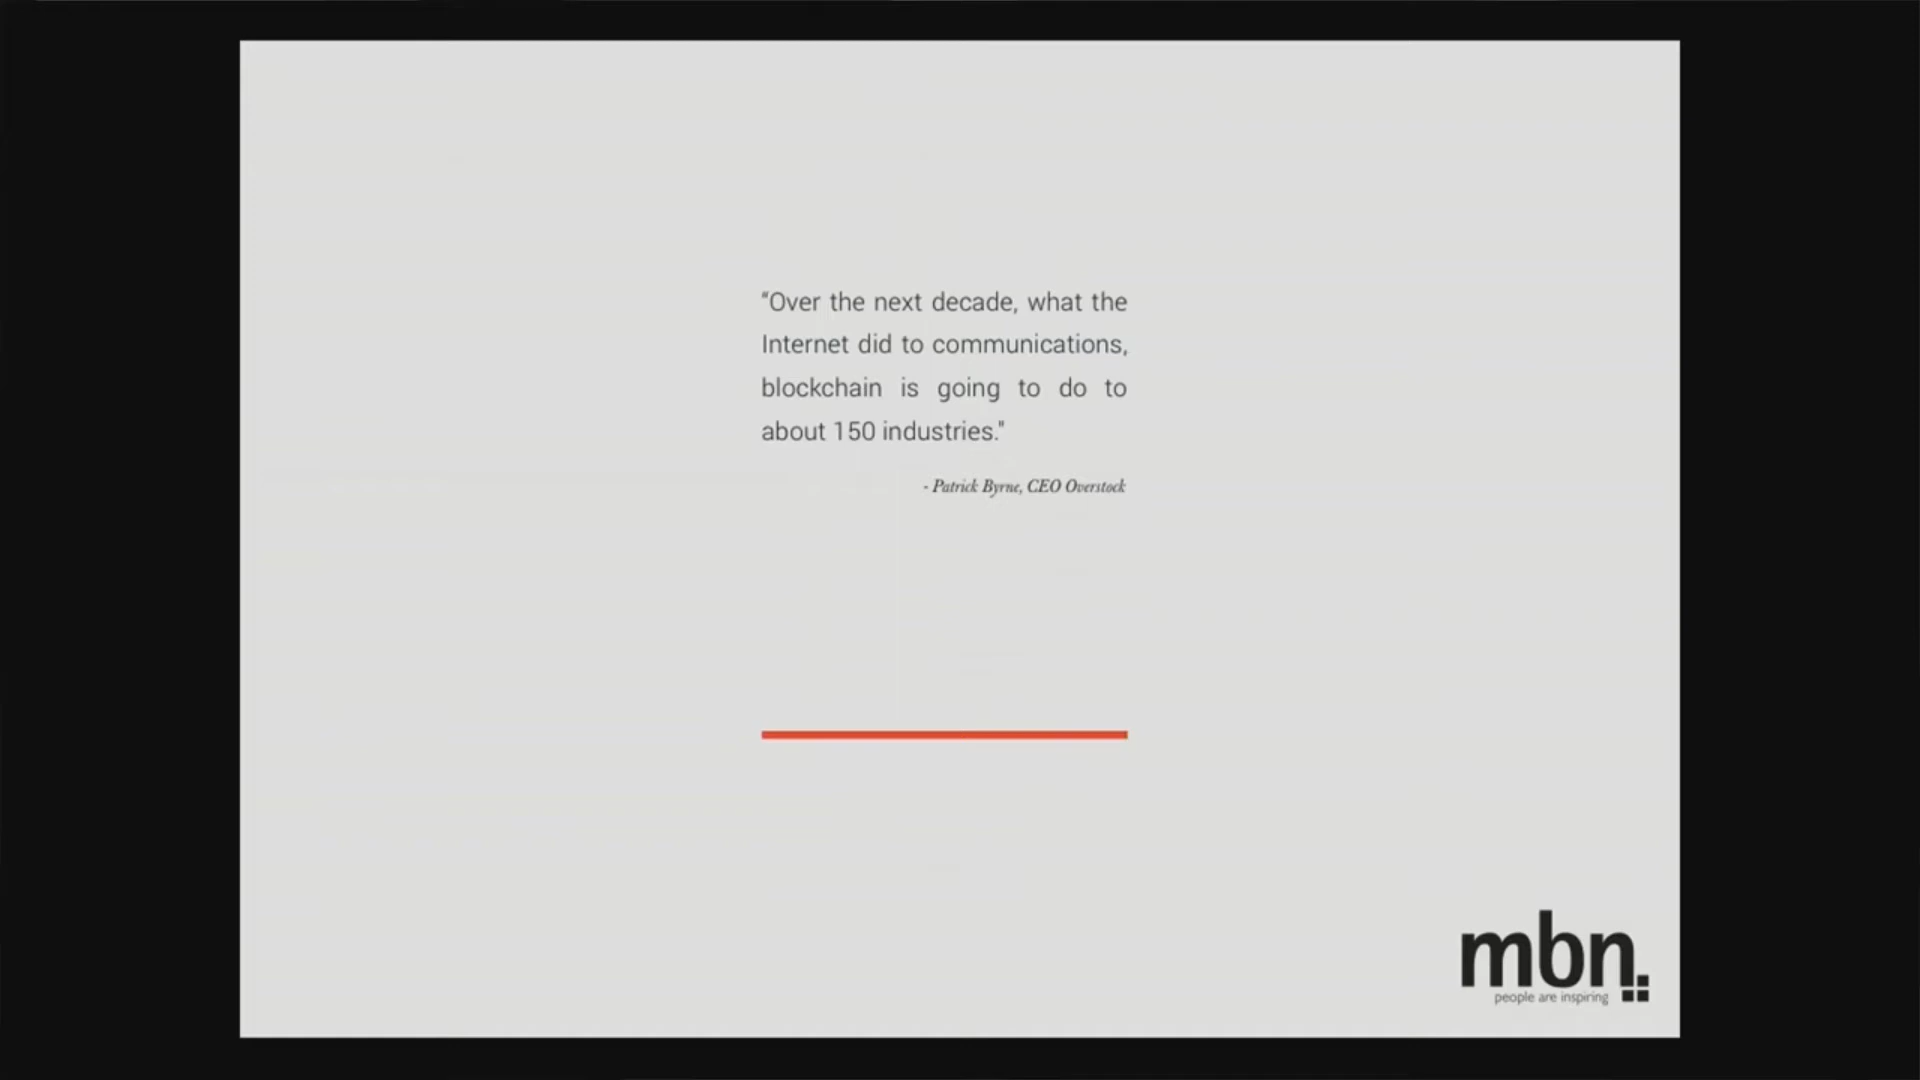 “Over the next decade, what the
Internet did to communications,
blockchain is going to do to
about 150 industries."
- Patrick Byrne, CEO Overstock
mbn
people are inspiring